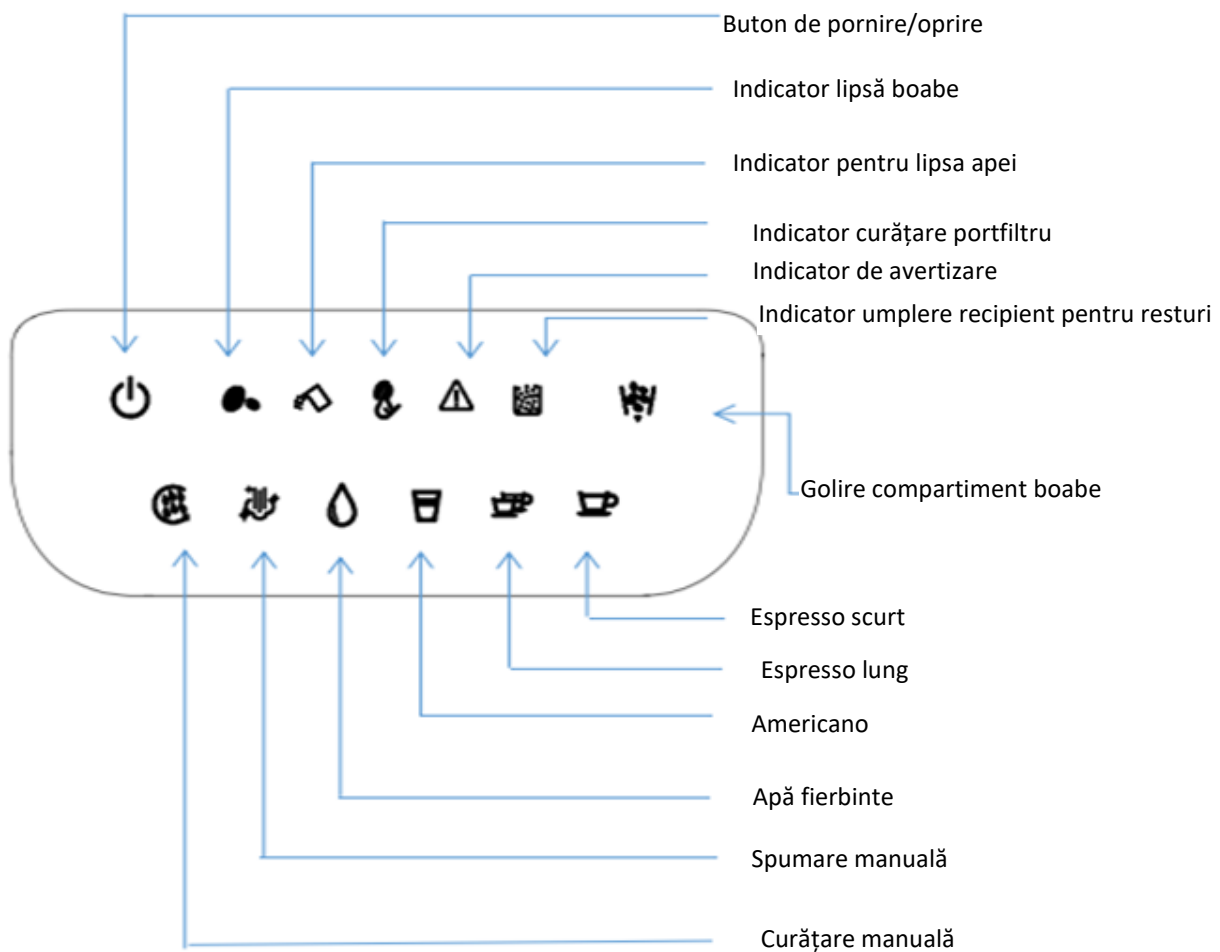 Buton de pornire/oprire
Indicator lipsă boabe
Indicator pentru lipsa apei
Indicator curățare portfiltru
Indicator de avertizare
Indicator umplere recipient pentru resturi
Golire compartiment boabe
Espresso scurt
Espresso lung
Americano
Apă fierbinte
Spumare manuală
Curățare manuală